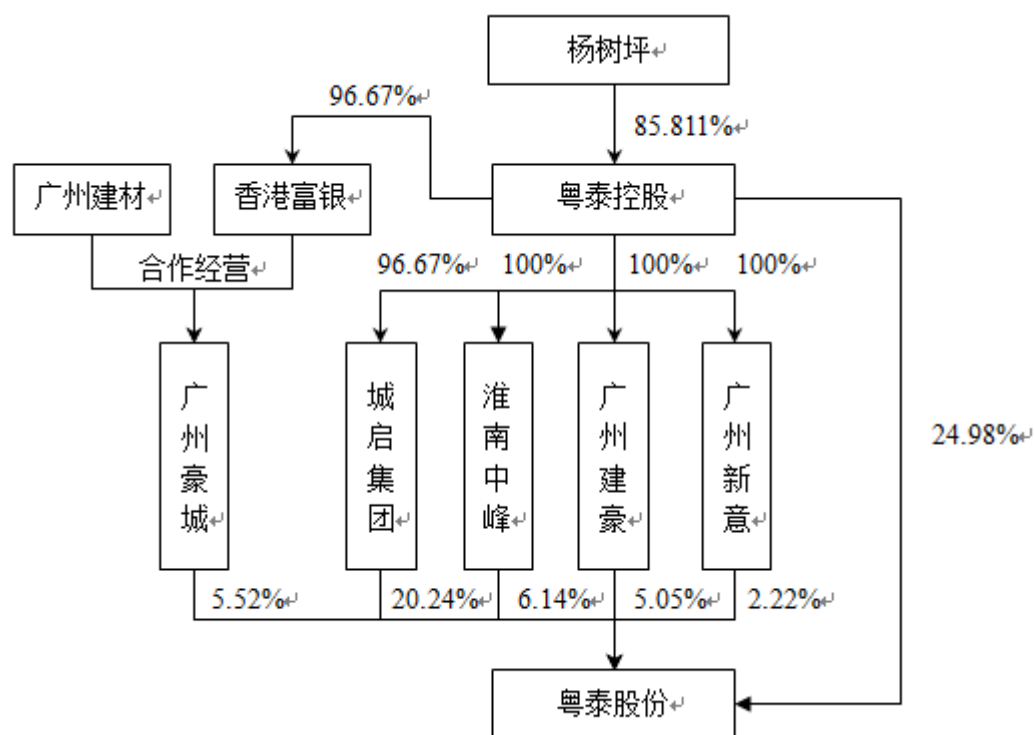 杨树坪↵
96.67%↵
85.811%↵
广州建材↵
香港富银↵
粤泰控股↵
合作经营↵
96.67%↵ 100%↵ 100%↵ 100%↵
广州豪城↵
城启集团↵
淮南中峰↵
广州建豪↵
广州新意↵
24.98%↵
5.52%↵ 20.24%↵ 6.14%↵ 5.05%↵ 2.22%↵
粤泰股份↵